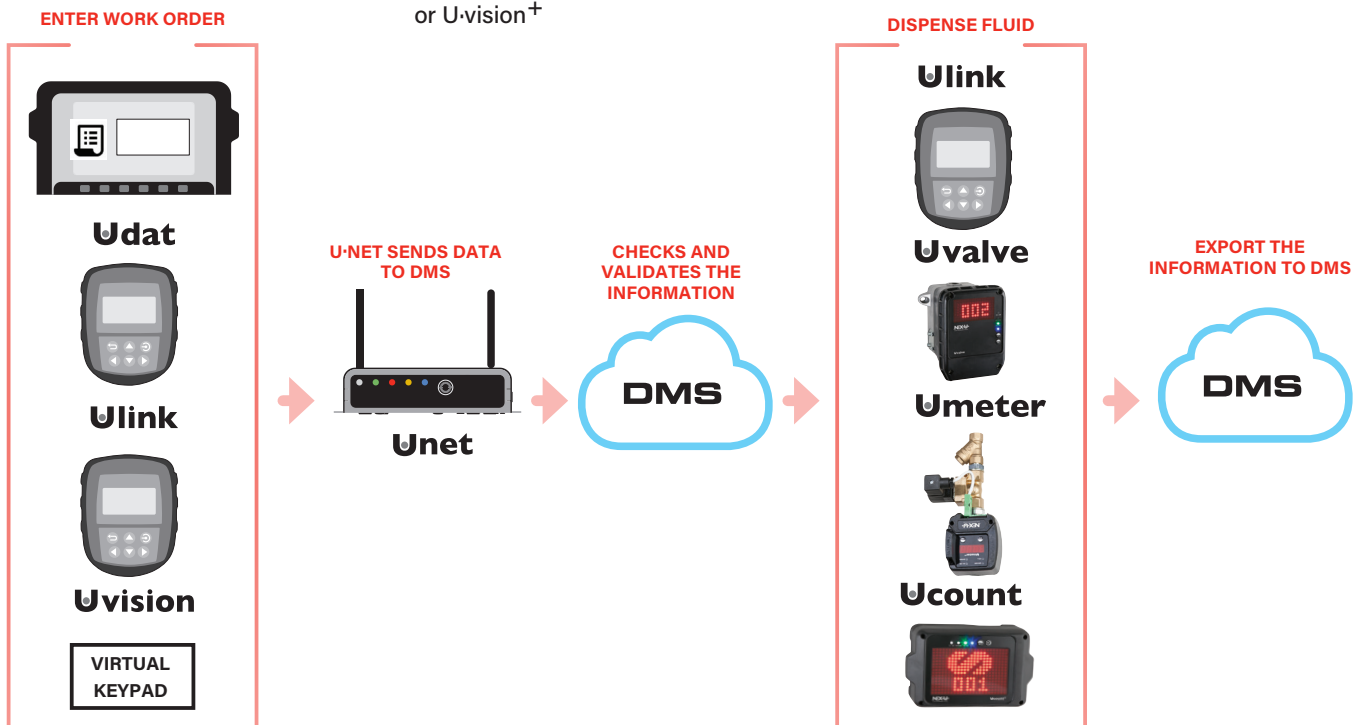 ENTER WORK ORDER
or U·vision+
DISPENSE FLUID
Udat
Ulink
Uvision
VIRTUAL
KEYPAD
U·NET SENDS DATA
TO DMS
Unet
CHECKS AND
VALIDATES THE
INFORMATION
DMS
Ulink
Uvalve
002
Umeter
Ucount
001
EXPORT THE
INFORMATION TO DMS
DMS